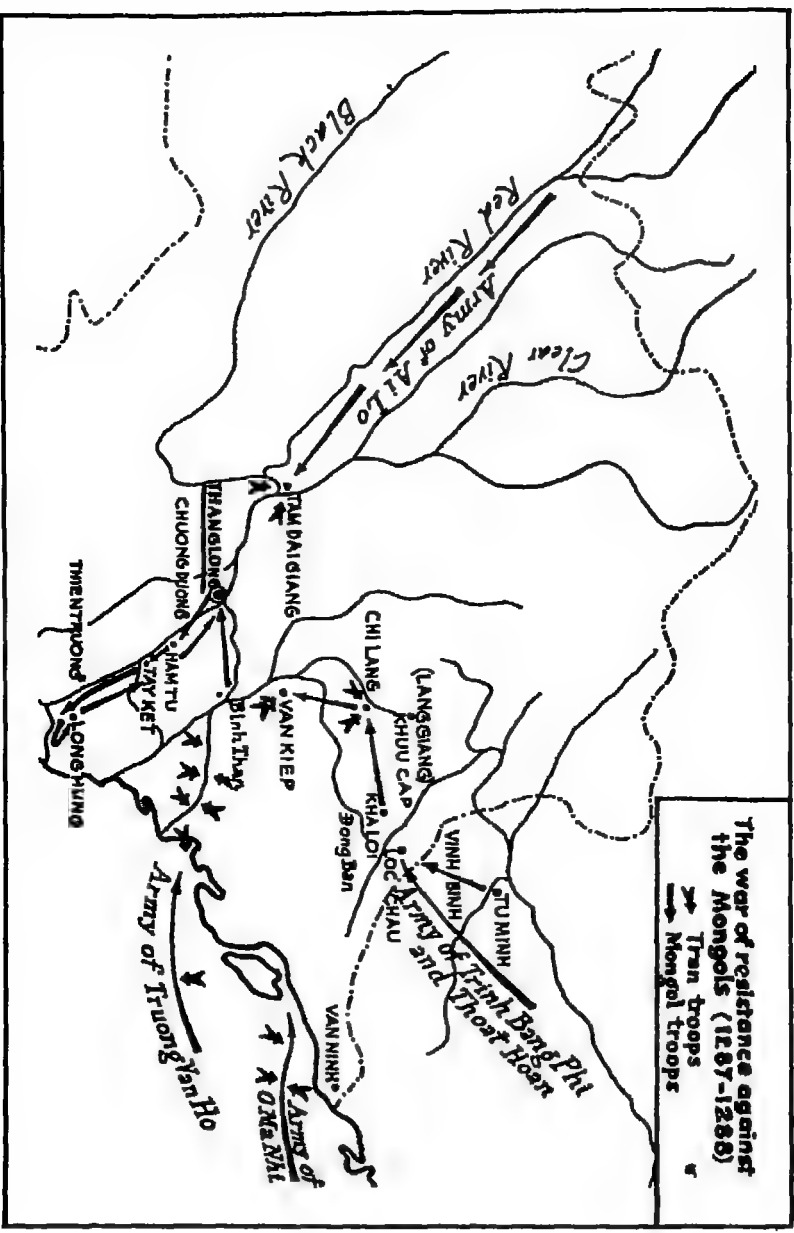 The war of resistance against
the Mongols (1287-1288)
Tran troops
Mongol troops
Black River
Red River
Army of Ai Lo
Clear River
TAM DAI GIANG
THANG LONG
CHUONG DUONG
HAM TU
TAY KET
THIEN TRUONG
LONG HUNG
Binh Than
VAN KIEP
CHI LANG
(LANG GIANG)
KHUU CAP
KHA LOI
Dong Ban
LOC CHAU
VINH BINH
TU MINH
Army of Trinh Bang Phi
and Thoat Hoan
VAN NINH
Army of
O Ma Nhi
Army of Truong Van Ho